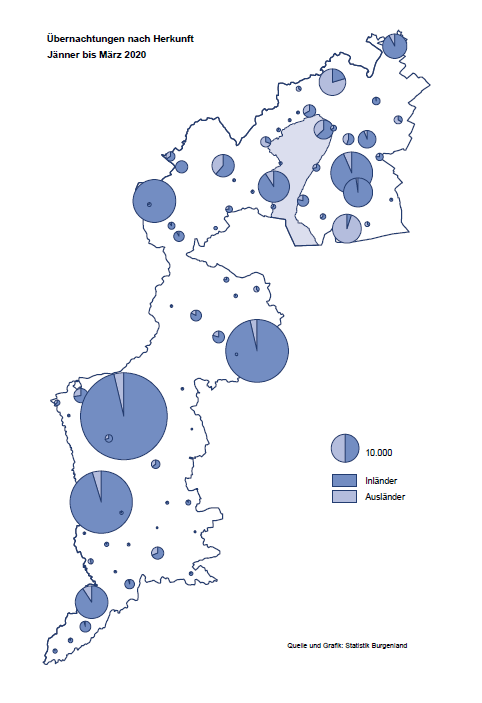 Übernachtungen nach Herkunft
Jänner bis März 2020
10.000
Inländer
Ausländer
Quelle und Grafik: Statistik Burgenland